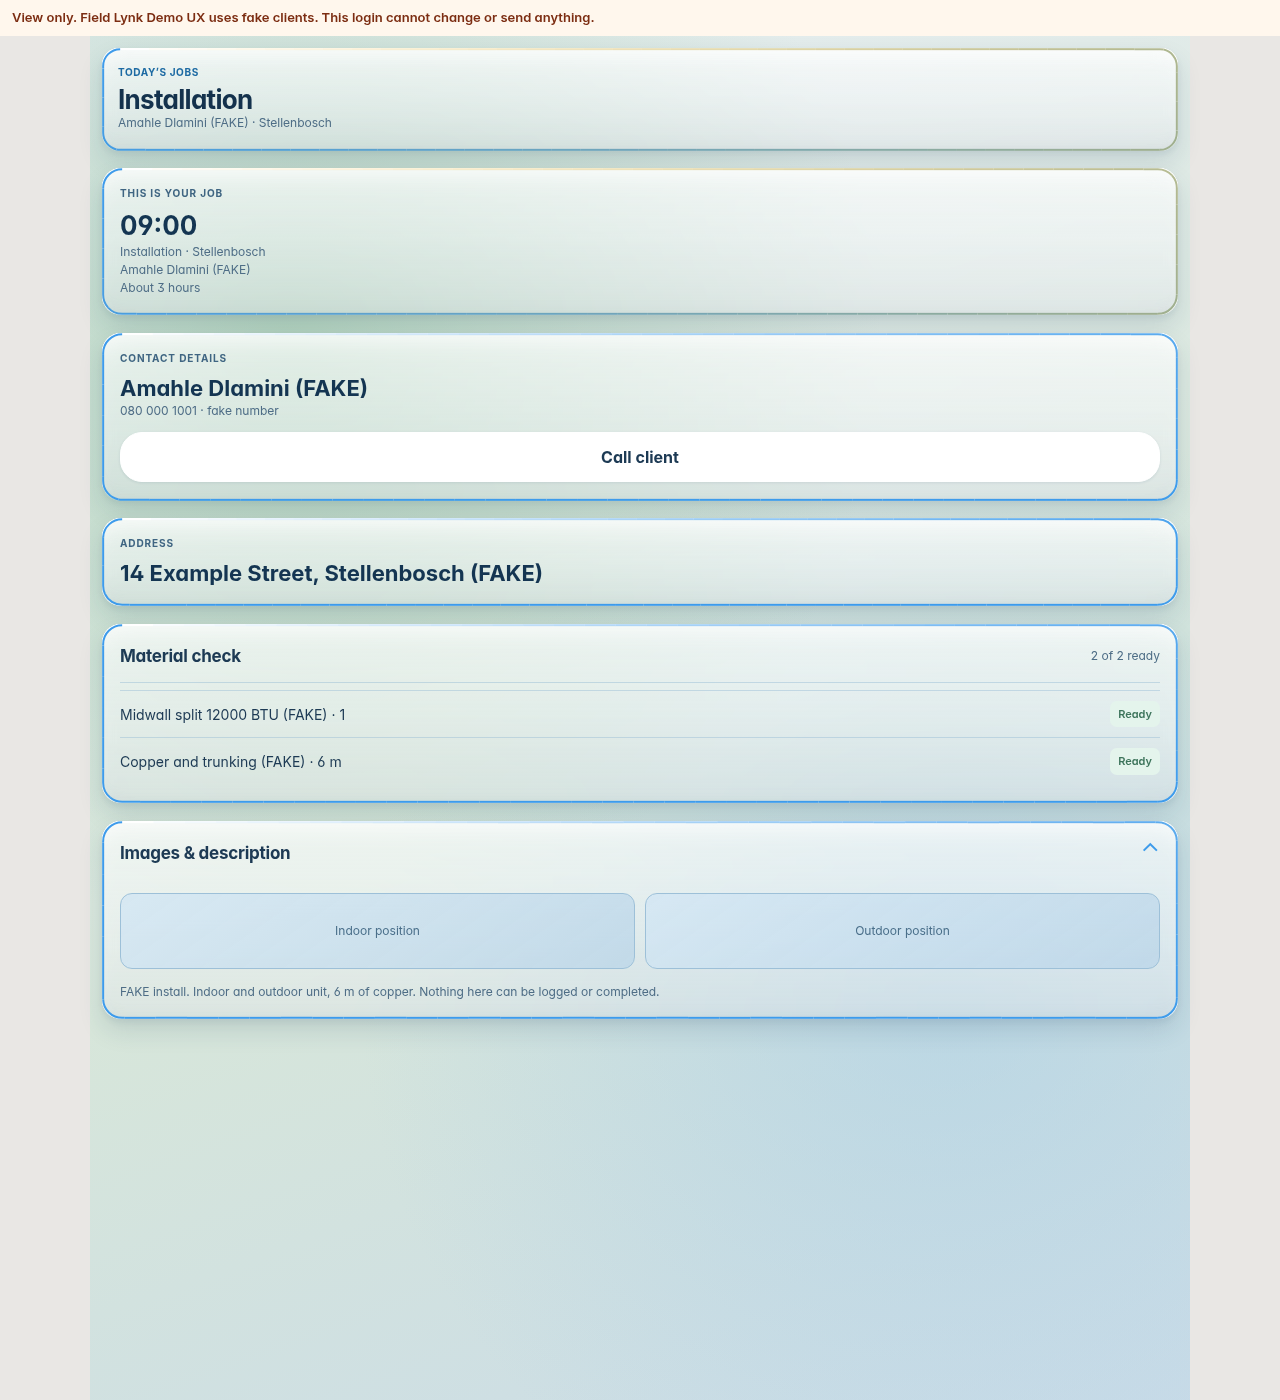 View only. Field Lynk Demo UX uses fake clients. This login cannot change or send anything.
TODAY'S JOBS
Installation
Amahle Dlamini (FAKE) · Stellenbosch
THIS IS YOUR JOB
09:00
Installation · Stellenbosch
Amahle Dlamini (FAKE)
About 3 hours
CONTACT DETAILS
Amahle Dlamini (FAKE)
080 000 1001 · fake number
Call client
ADDRESS
14 Example Street, Stellenbosch (FAKE)
Material check
2 of 2 ready
Midwall split 12000 BTU (FAKE) · 1
Ready
Copper and trunking (FAKE) · 6 m
Ready
Images & description
Indoor position
Outdoor position
FAKE install. Indoor and outdoor unit, 6 m of copper. Nothing here can be logged or completed.